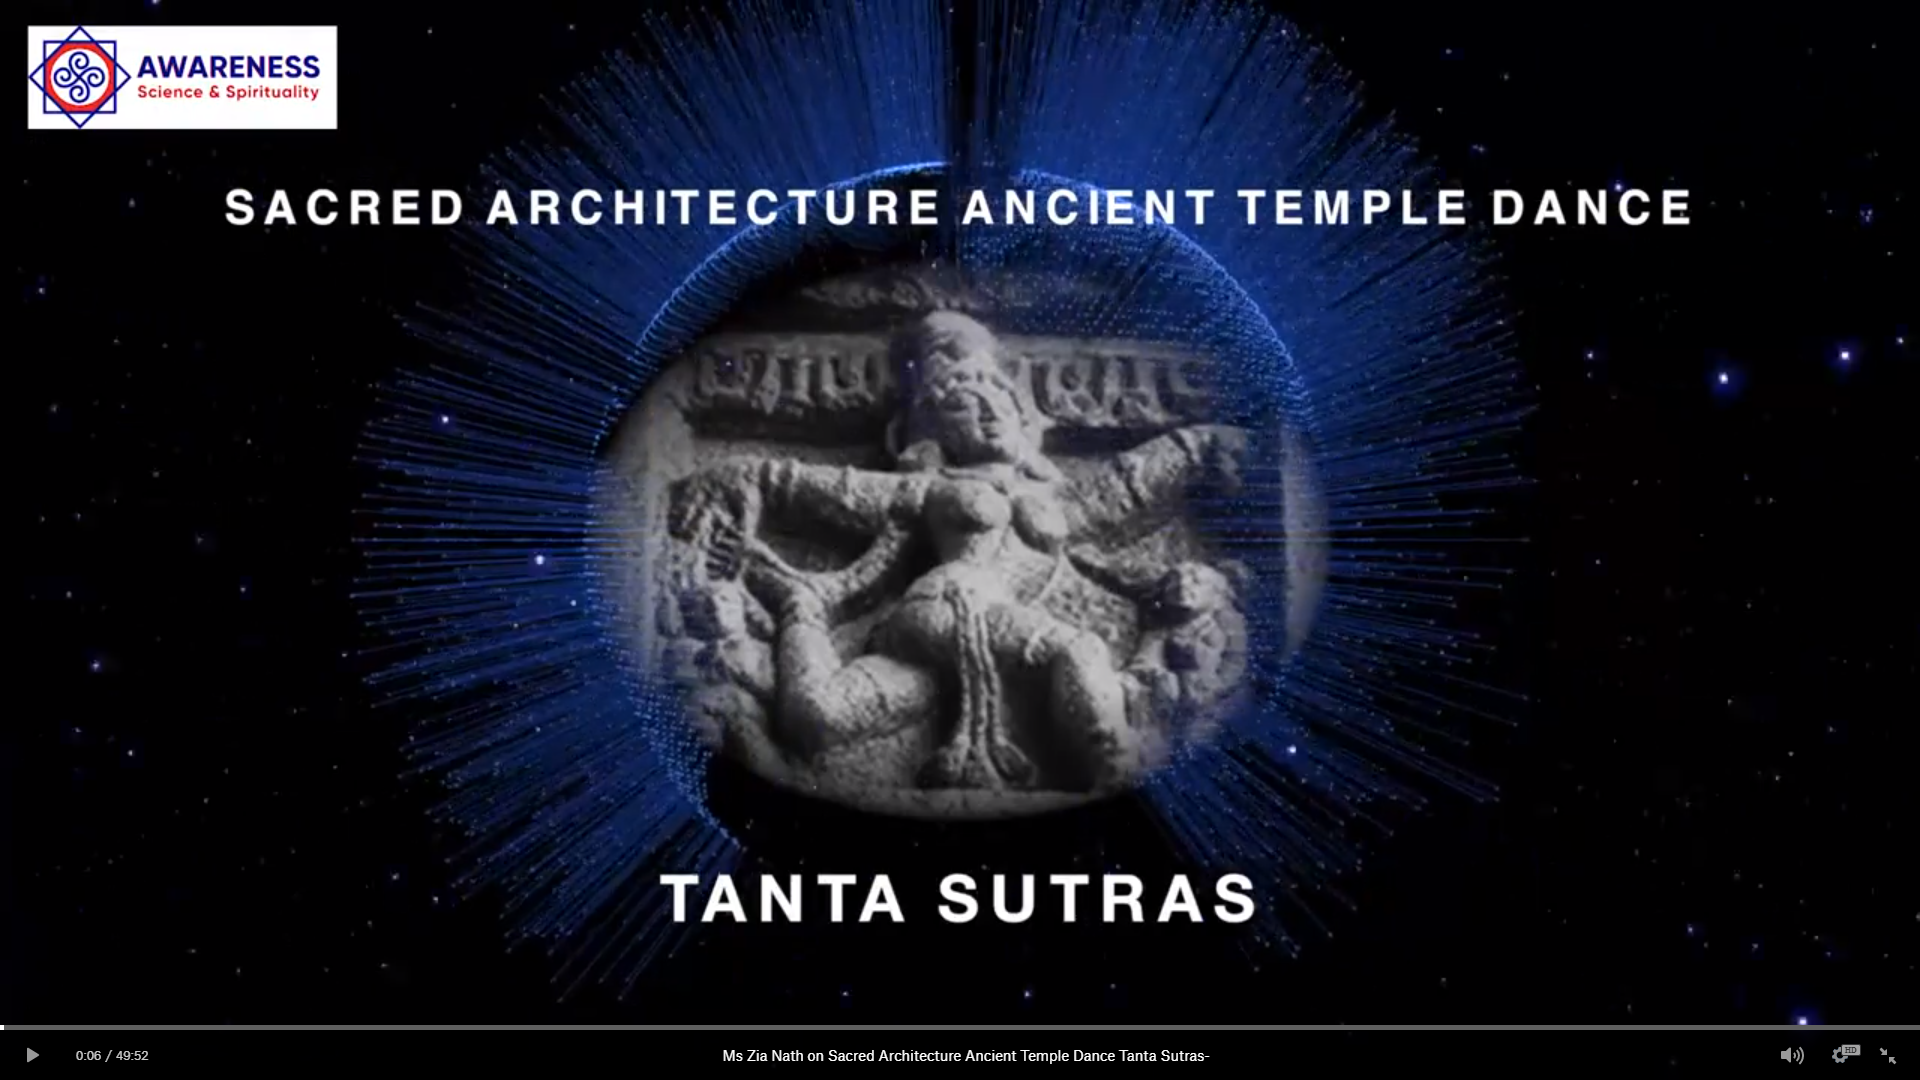 AWARENESS
Science & Spirituality
SACRED ARCHITECTURE ANCIENT TEMPLE DANCE
TANTA SUTRAS
0:06 / 49:52
Ms Zia Nath on Sacred Architecture Ancient Temple Dance Tanta Sutras-
HD